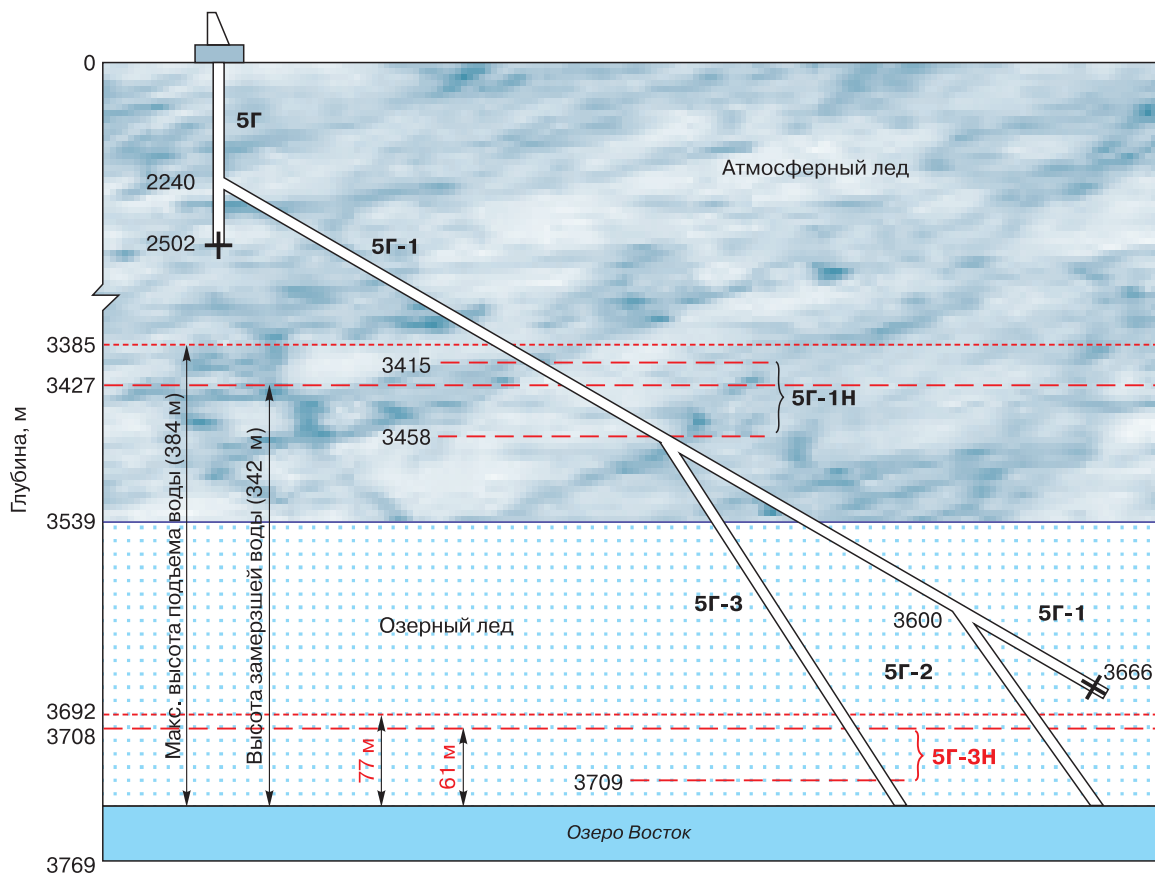 0
5Г
2240
Атмосферный лед
2502
5Г-1
3385
3415
3427
5Г-1Н
3458
Глубина, м
Макс. высота подъема воды (384 м)
Высота замерзшей воды (342 м)
3539
5Г-3
Озерный лед
3600
5Г-1
5Г-2
3666
3692
3708
77 м
61 м
5Г-3Н
3709
Озеро Восток
3769